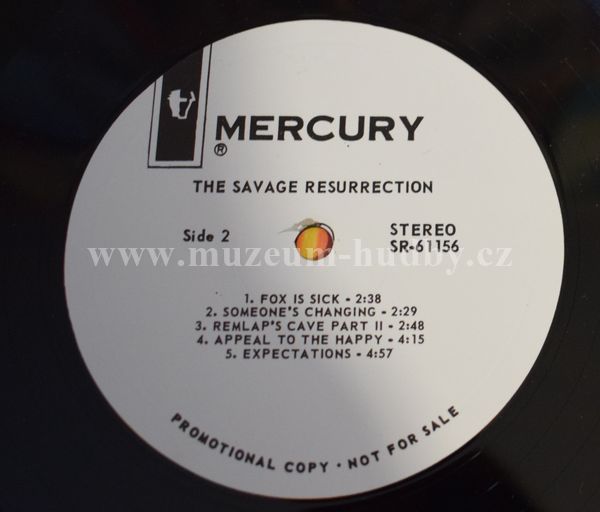 MERCURY
®
THE SAVAGE RESURRECTION
Side 2
STEREO
SR-61156
www.muzeum-hudby.cz
1. FOX IS SICK - 2:38
2. SOMEONE'S CHANGING - 2:29
3. REMLAP'S CAVE PART II - 2:48
4. APPEAL TO THE HAPPY - 4:15
5. EXPECTATIONS - 4:57
PROMOTIONAL COPY · NOT FOR SALE